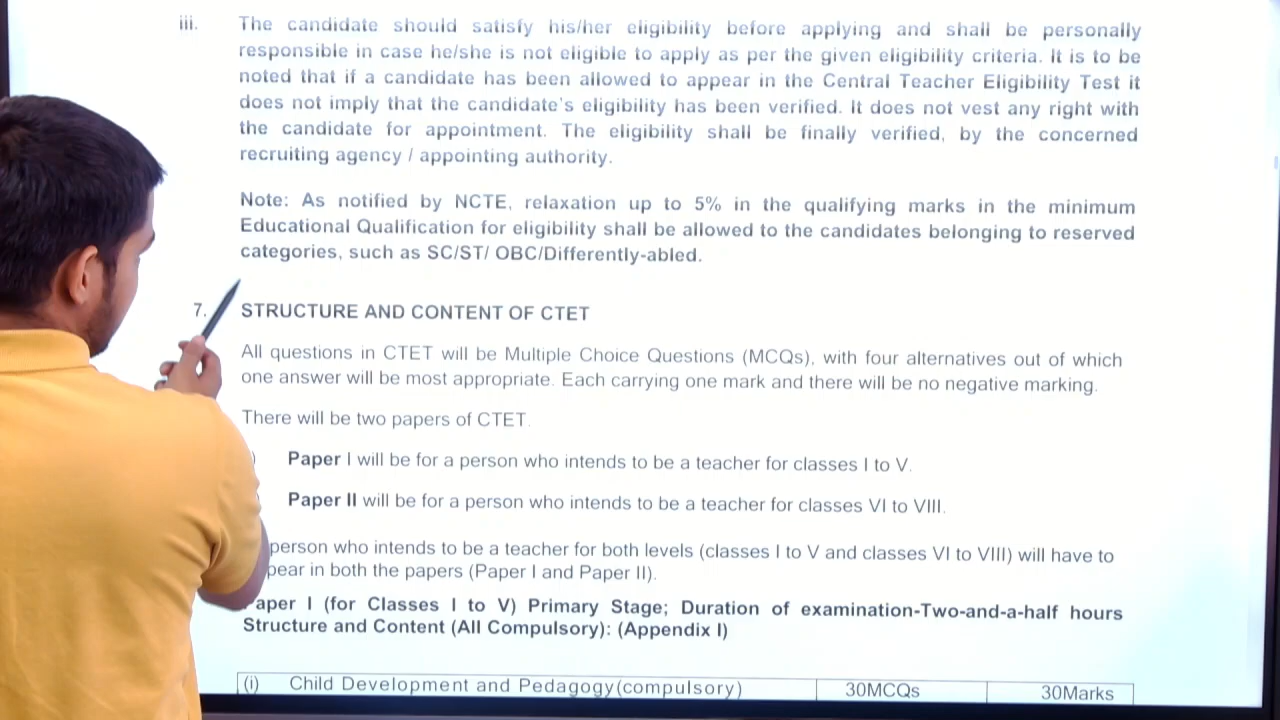 iii. The candidate should satisfy his/her eligibility before applying and shall be personally
responsible in case he/she is not eligible to apply as per the given eligibility criteria. It is to be
noted that if a candidate has been allowed to appear in the Central Teacher Eligibility Test it
does not imply that the candidate's eligibility has been verified. It does not vest any right with
the candidate for appointment. The eligibility shall be finally verified, by the concerned
recruiting agency / appointing authority.
Note: As notified by NCTE, relaxation up to 5% in the qualifying marks in the minimum
Educational Qualification for eligibility shall be allowed to the candidates belonging to reserved
categories, such as SC/ST/ OBC/Differently-abled.
7. STRUCTURE AND CONTENT OF CTET
All questions in CTET will be Multiple Choice Questions (MCQs), with four alternatives out of which
one answer will be most appropriate. Each carrying one mark and there will be no negative marking.
There will be two papers of CTET.
) Paper I will be for a person who intends to be a teacher for classes I to V.
Paper II will be for a person who intends to be a teacher for classes VI to VIII.
person who intends to be a teacher for both levels (classes I to V and classes VI to VIII) will have to
pear in both the papers (Paper I and Paper II).
aper I (for Classes I to V) Primary Stage; Duration of examination-Two-and-a-half hours
Structure and Content (All Compulsory): (Appendix I)
(i) Child Development and Pedagogy(compulsory) 30MCQs 30Marks